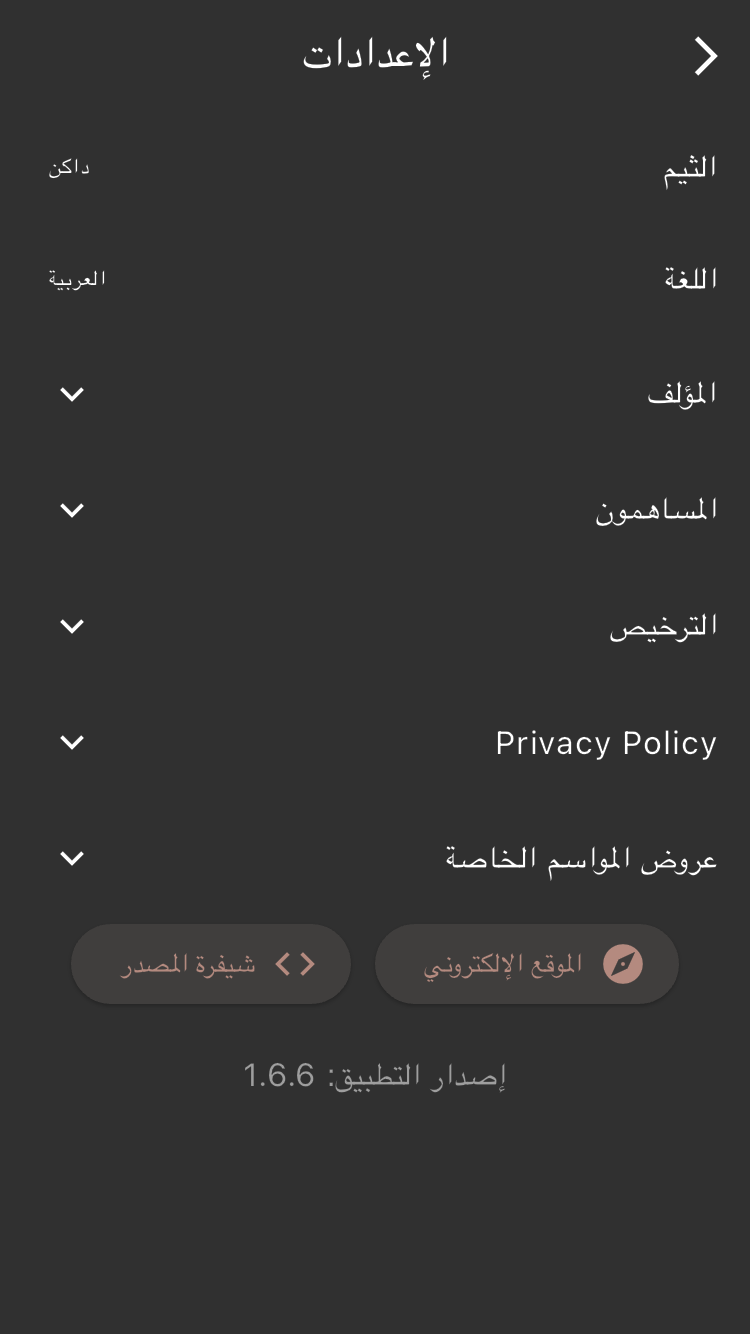 الإعدادات
الثيم
داكن
اللغة
العربية
المؤلف
المساهمون
الترخيص
Privacy Policy
عروض المواسم الخاصة
الموقع الإلكتروني
شيفرة المصدر
إصدار التطبيق: 1.6.6